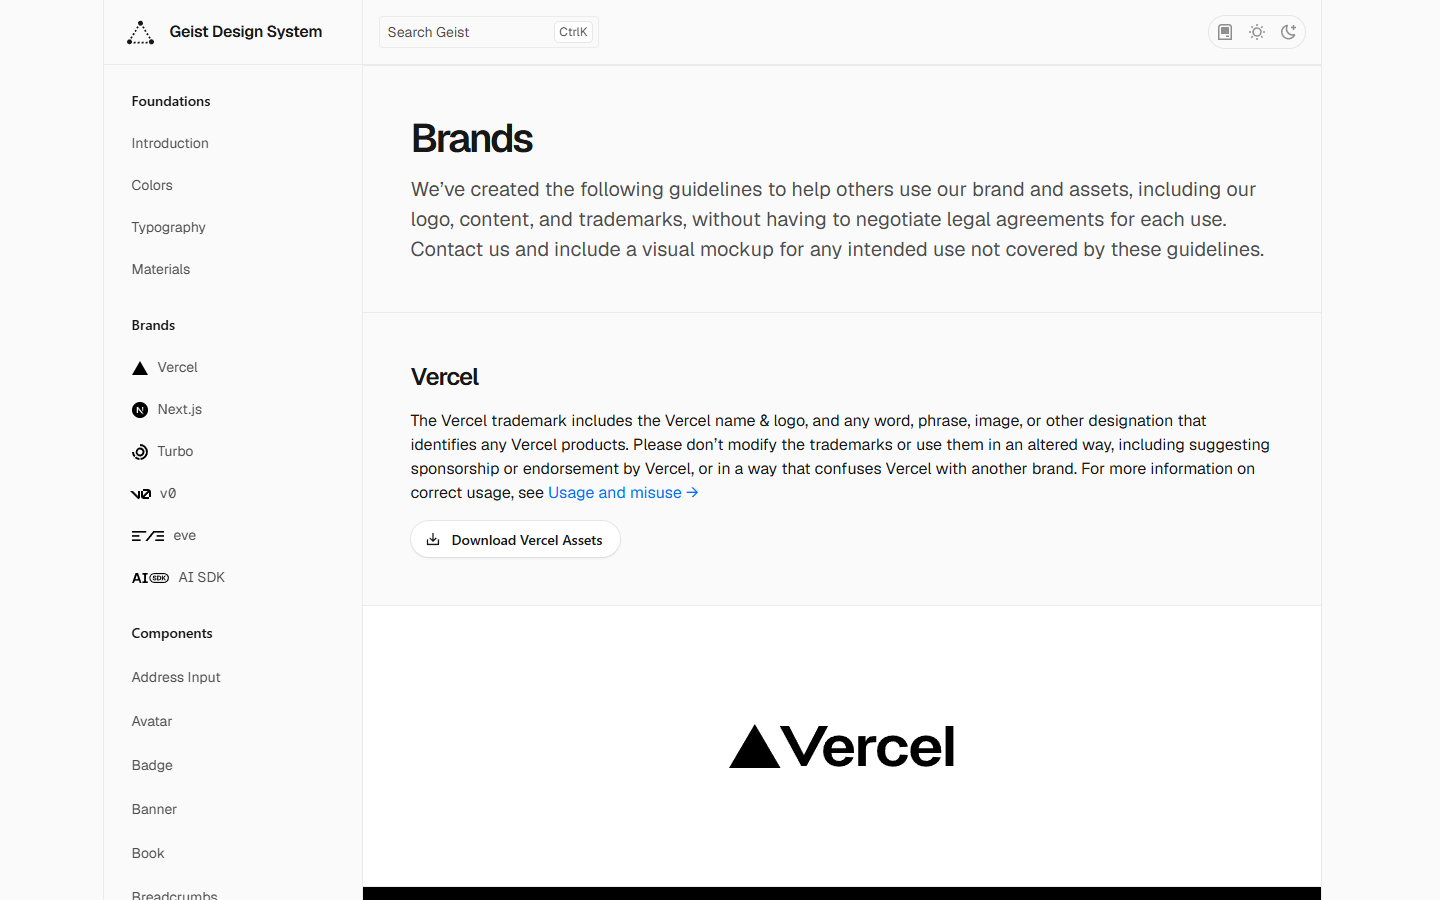 Geist Design System
Search Geist
CtrlK
Foundations
Introduction
Colors
Typography
Materials
Brands
Vercel
Next.js
Turbo
v0
eve
AI SDK
Components
Address Input
Avatar
Badge
Banner
Book
Breadcrumbs
Brands
We’ve created the following guidelines to help others use our brand and assets, including our
logo, content, and trademarks, without having to negotiate legal agreements for each use.
Contact us and include a visual mockup for any intended use not covered by these guidelines.
Vercel
The Vercel trademark includes the Vercel name & logo, and any word, phrase, image, or other designation that
identifies any Vercel products. Please don’t modify the trademarks or use them in an altered way, including suggesting
sponsorship or endorsement by Vercel, or in a way that confuses Vercel with another brand. For more information on
correct usage, see Usage and misuse →
Download Vercel Assets
Vercel